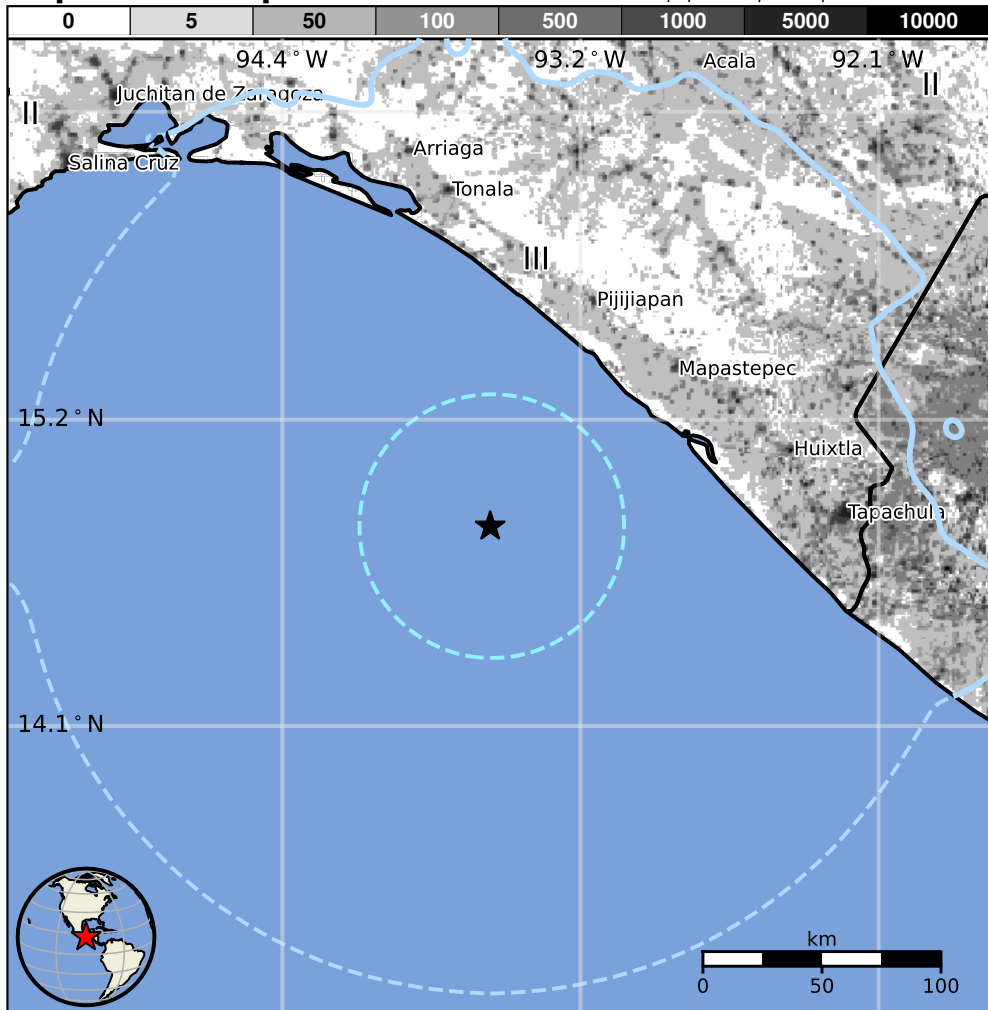 0 5 50 100 500 1000 5000 10000
94.4°W 93.2°W Acala 92.1°W
II
Juchitan de Zaragoza
II
Arriaga
Salina Cruz
Tonala
III
Pijijiapan
Mapastepec
15.2°N
Huixtla
Tapachula
14.1°N
km
0 50 100